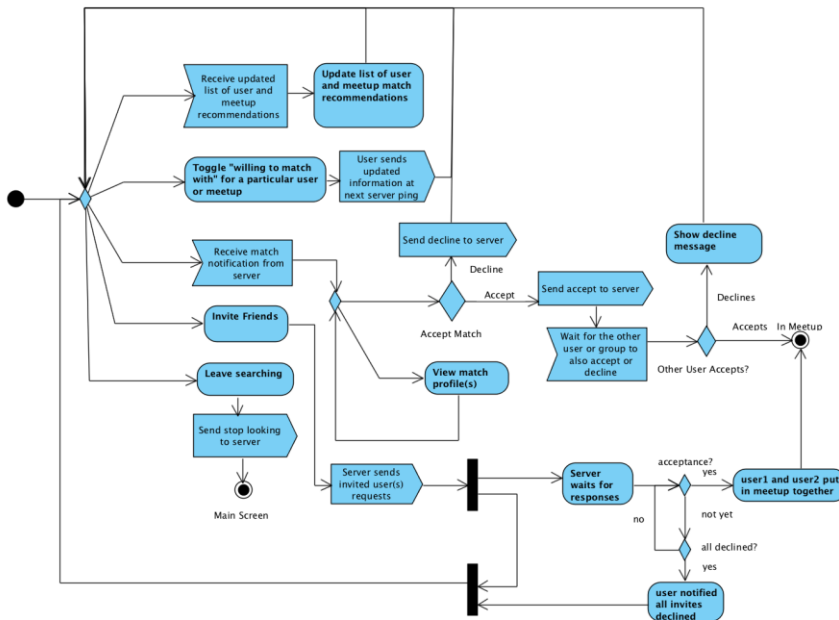 Receive updated
list of user and
meetup
recommendations
Update list of user
and meetup match
recommendations
Toggle "willing to match
with" for a particular user
or meetup
User sends
updated
information at
next server ping
Receive match
notification from
server
Send decline to server
Decline
Accept
Accept Match
Send accept to server
Show decline
message
Declines
Accepts
In Meetup
Wait for the other
user or group to
also accept or
decline
Other User Accepts?
Invite Friends
Leave searching
View match
profile(s)
Send stop looking
to server
Main Screen
Server sends
invited user(s)
requests
Server
waits for
responses
acceptance?
yes
user1 and user2 put
in meetup together
no
not yet
all declined?
yes
user notified
all invites
declined